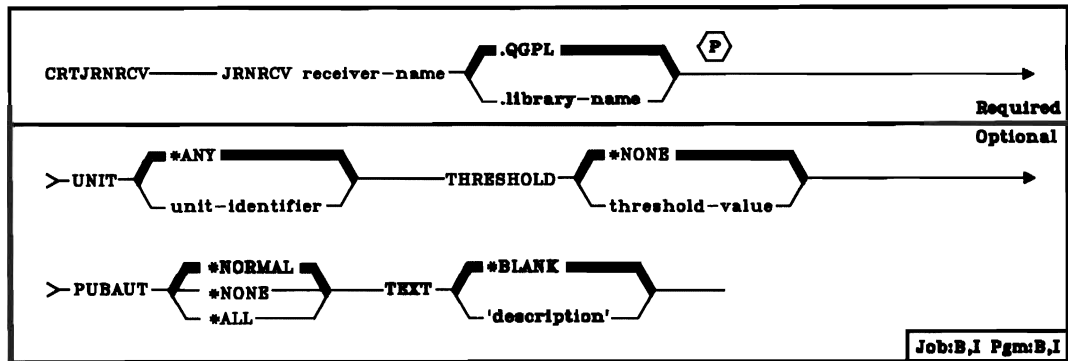 .QGPL
P
CRTJRNRCV JRNRCV receiver-name
.library-name
Required
Optional
*ANY *NONE
UNIT THRESHOLD
unit-identifier threshold-value
*NORMAL *BLANK
PUBAUT *NONE TEXT
*ALL 'description'
Job:B,I Pgm:B,I